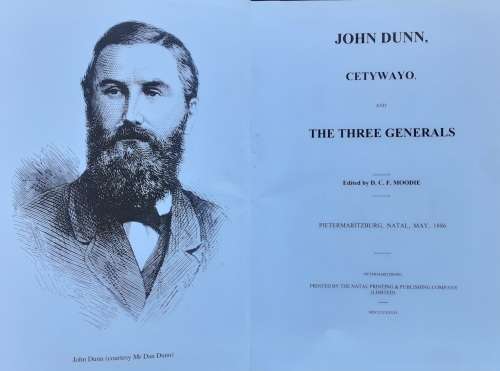 John Dunn (courtesy Mr Dan Dunn)
JOHN DUNN,
CETYWAYO,
AND
THE THREE GENERALS
Edited by D. C. F. MOODIE
PIETERMARITZBURG, NATAL, MAY, 1886
PIETERMARITZBURG:
PRINTED BY THE NATAL PRINTING & PUBLISHING COMPANY
(LIMITED)